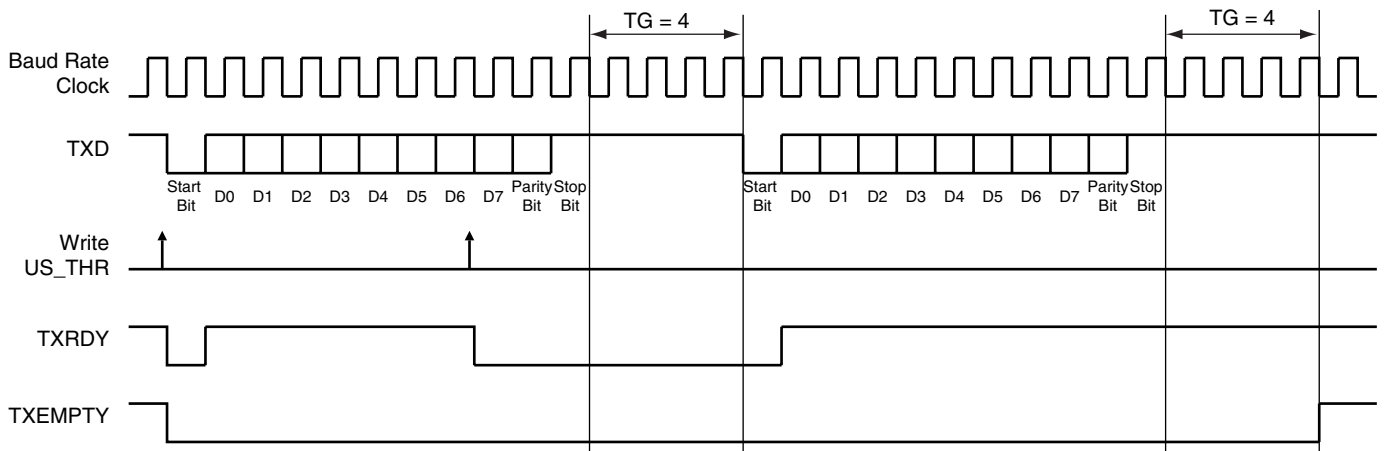 TG = 4
TG = 4
Baud Rate
Clock
TXD
Start
Bit
D0
D1
D2
D3
D4
D5
D6
D7
Parity
Bit
Stop
Bit
Start
Bit
D0
D1
D2
D3
D4
D5
D6
D7
Parity
Bit
Stop
Bit
Write
US_THR
TXRDY
TXEMPTY